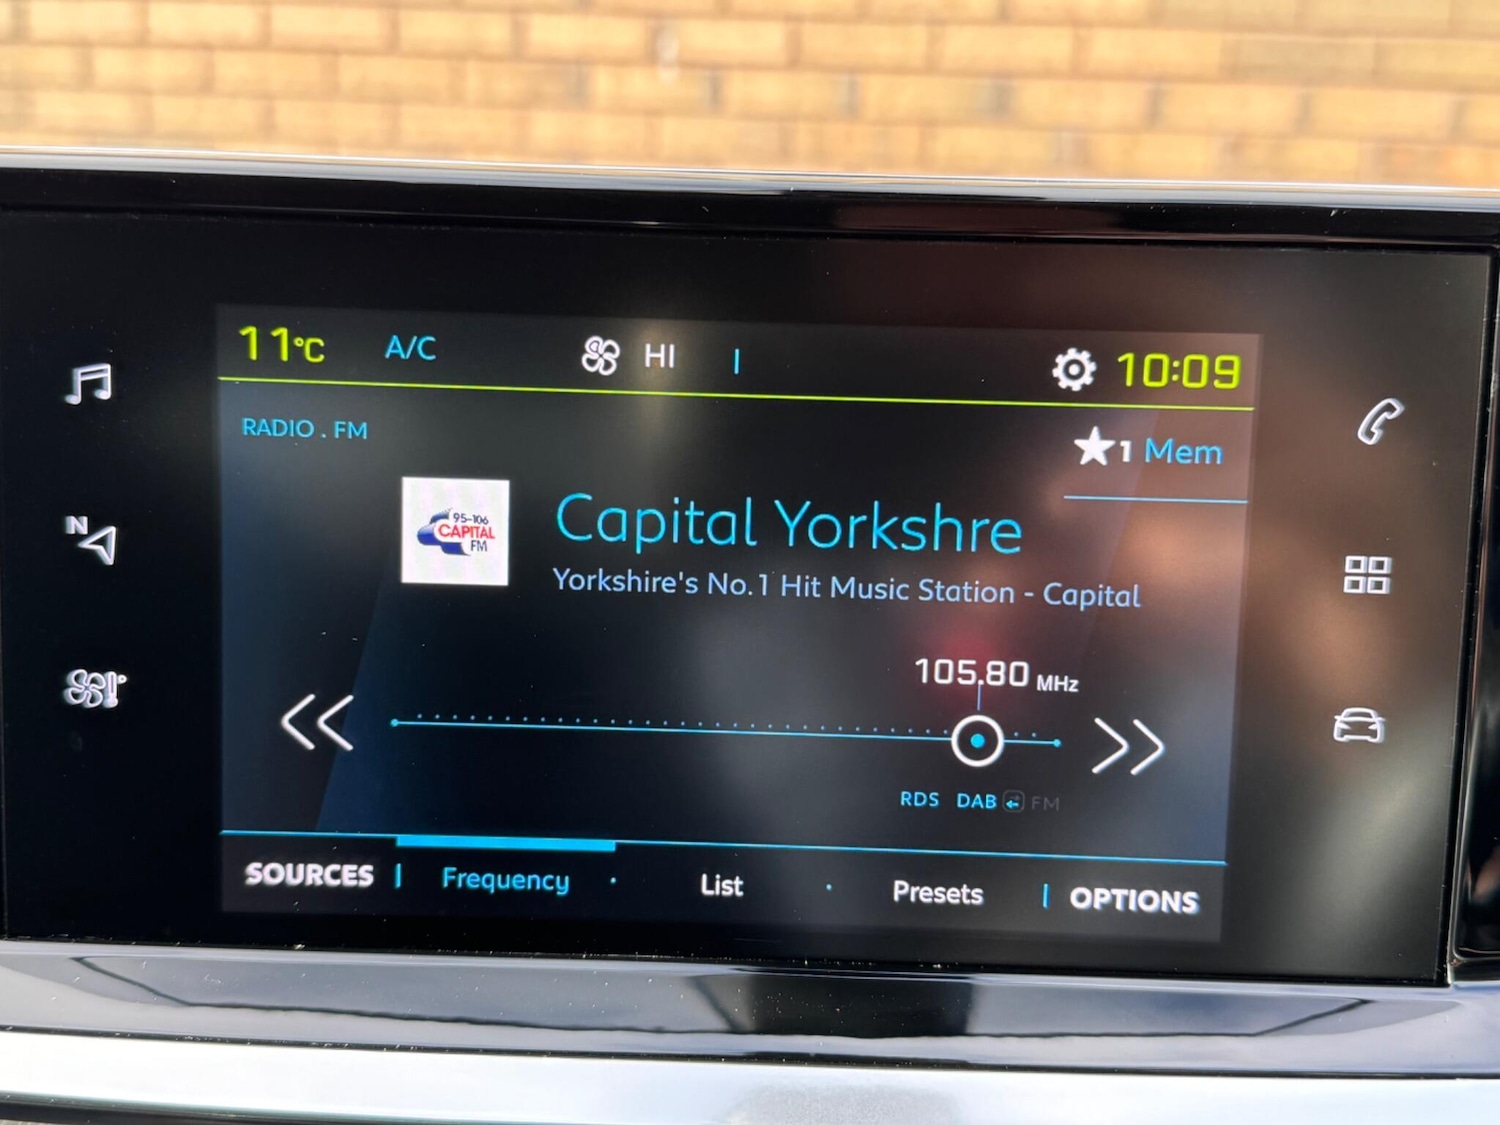 11°C A/C HI 10:09
RADIO . FM
1 Mem
95-106
CAPITAL
FM
Capital Yorkshre
Yorkshire's No.1 Hit Music Station - Capital
105.80 MHz
N
RDS DAB FM
SOURCES Frequency List Presets OPTIONS